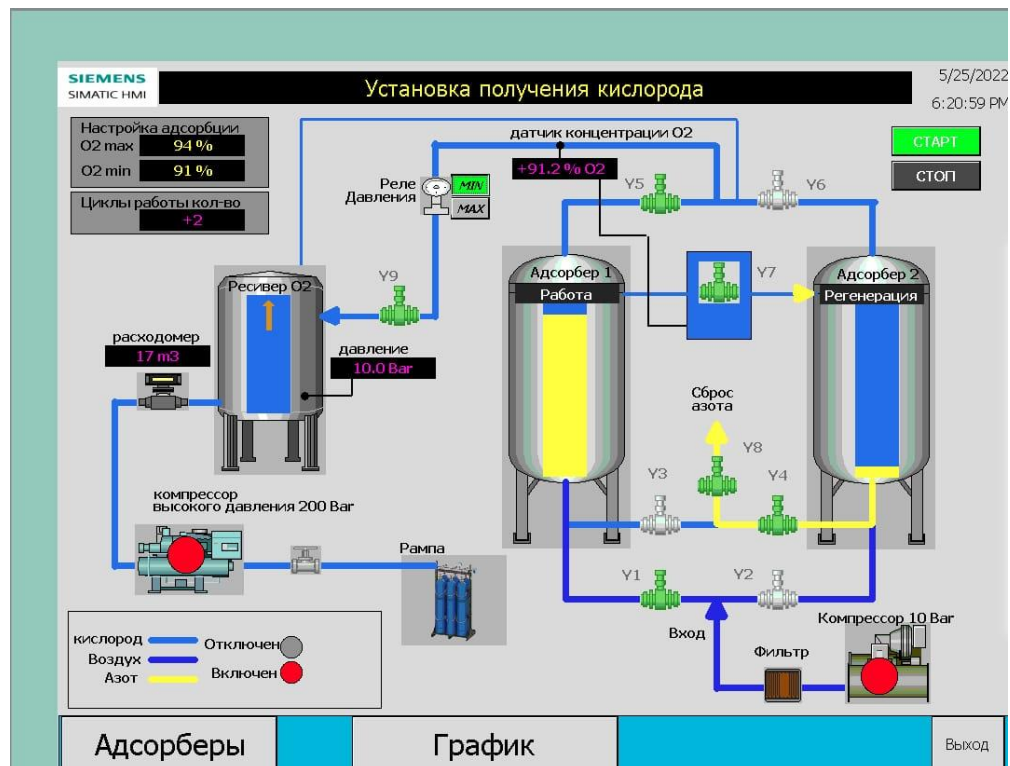 SIEMENS
SIMATIC HMI
Установка получения кислорода
5/25/2022
6:20:59 PM
Настройка адсорбции
O2 max 94 %
O2 min 91 %
Циклы работы кол-во
+2
датчик концентрации O2
+91.2 % O2
СТАРТ
СТОП
Реле
Давления
MIN
MAX
Y5
Y6
Y9
Ресивер O2
Адсорбер 1
Работа
Y7
Адсорбер 2
Регенерация
расходомер
17 m3
давление
10.0 Bar
Сброс
азота
Y8
Y3
Y4
компрессор
высокого давления 200 Bar
Рампа
Y1
Y2
Вход
Компрессор 10 Bar
Фильтр
кислород
Воздух
Азот
Отключен
Включен
Адсорберы
График
Выход